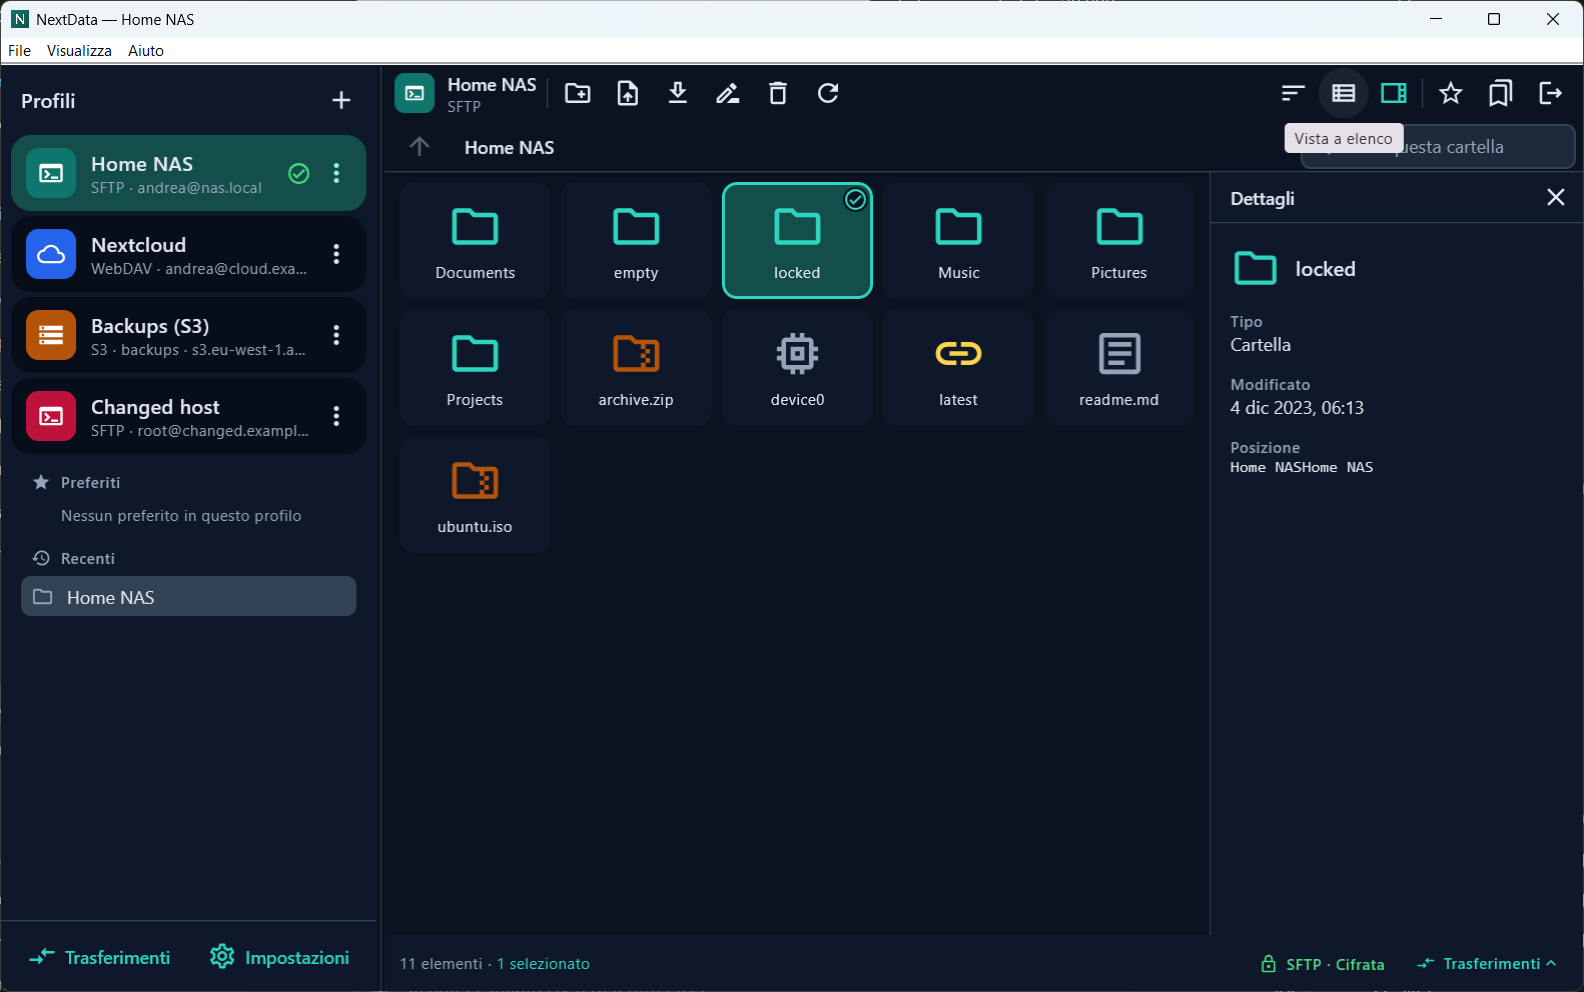 NextData — Home NAS
File Visualizza Aiuto
Profili
Home NAS
SFTP · andrea@nas.local
Nextcloud
WebDAV · andrea@cloud.exa...
Backups (S3)
S3 · backups · s3.eu-west-1.a...
Changed host
SFTP · root@changed.exampl...
Preferiti
Nessun preferito in questo profilo
Recenti
Home NAS
Trasferimenti
Impostazioni
Home NAS
SFTP
Home NAS
Vista a elenco
cartella
Documents
empty
locked
Music
Pictures
Projects
archive.zip
device0
latest
readme.md
ubuntu.iso
Dettagli
locked
Tipo
Cartella
Modificato
4 dic 2023, 06:13
Posizione
Home NASHome NAS
11 elementi · 1 selezionato
SFTP · Cifrata
Trasferimenti